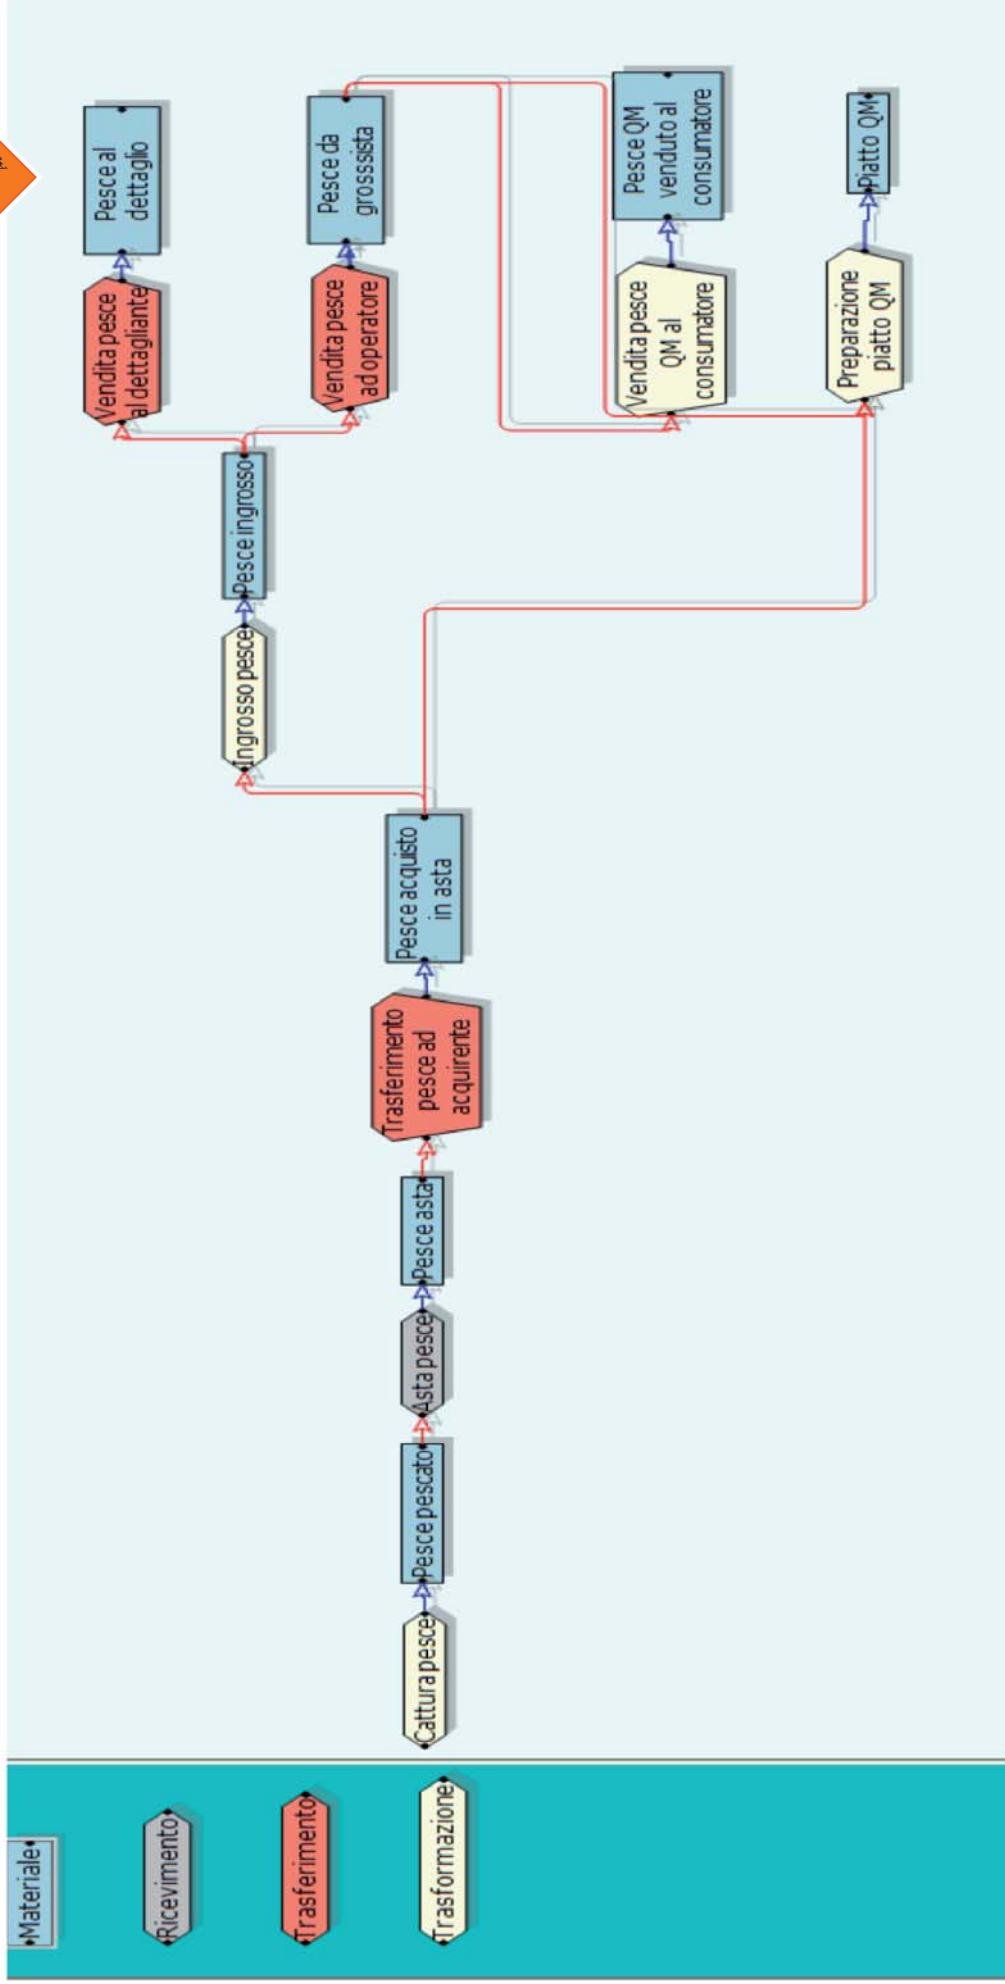 Materiale
Ricevimento
Trasferimento
Trasformazione
Cattura pesce
Pesce pescato
Asta pesce
Pesce asta
Trasferimento
pesce ad
acquirente
Pesce acquisto
in asta
Ingrosso pesce
Pesce ingrosso
Vendita pesce
al dettagliante
Pesce al
dettaglio
Vendita pesce
ad operatore
Pesce da
grosssista
Vendita pesce
QM al
consumatore
Pesce QM
venduto al
consumatore
Preparazione
piatto QM
Piatto QM